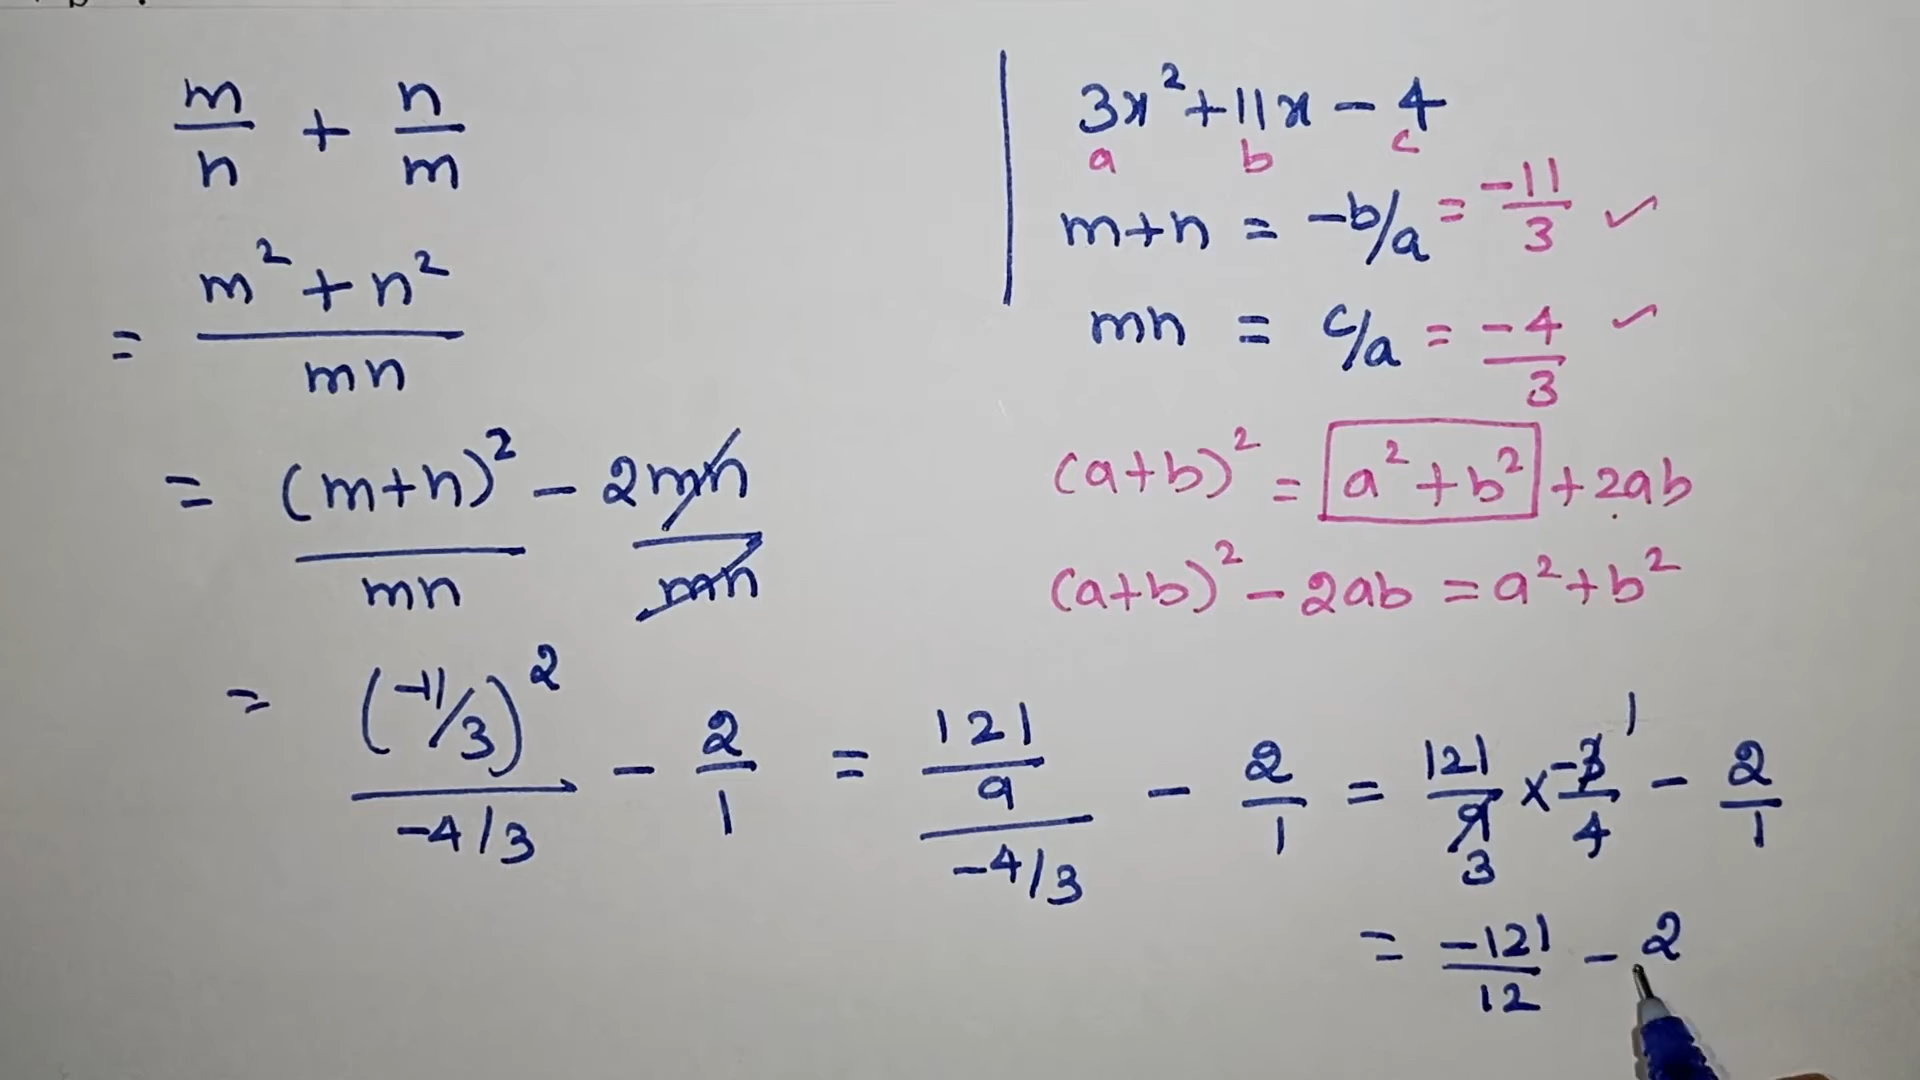 m/n + n/m
= m² + n² / mn
= (m+n)² / mn - 2mn / mn
= (-11/3)² / -4/3 - 2/1 = 121/9 / -4/3 - 2/1 = 121/9 3 × -3/4 1 - 2/1
= -121/12 - 2
3x² + 11x - 4
a b c
m+n = -b/a = -11/3 ✓
mn = c/a = -4/3 ✓
(a+b)² = a² + b² + 2ab
(a+b)² - 2ab = a² + b²